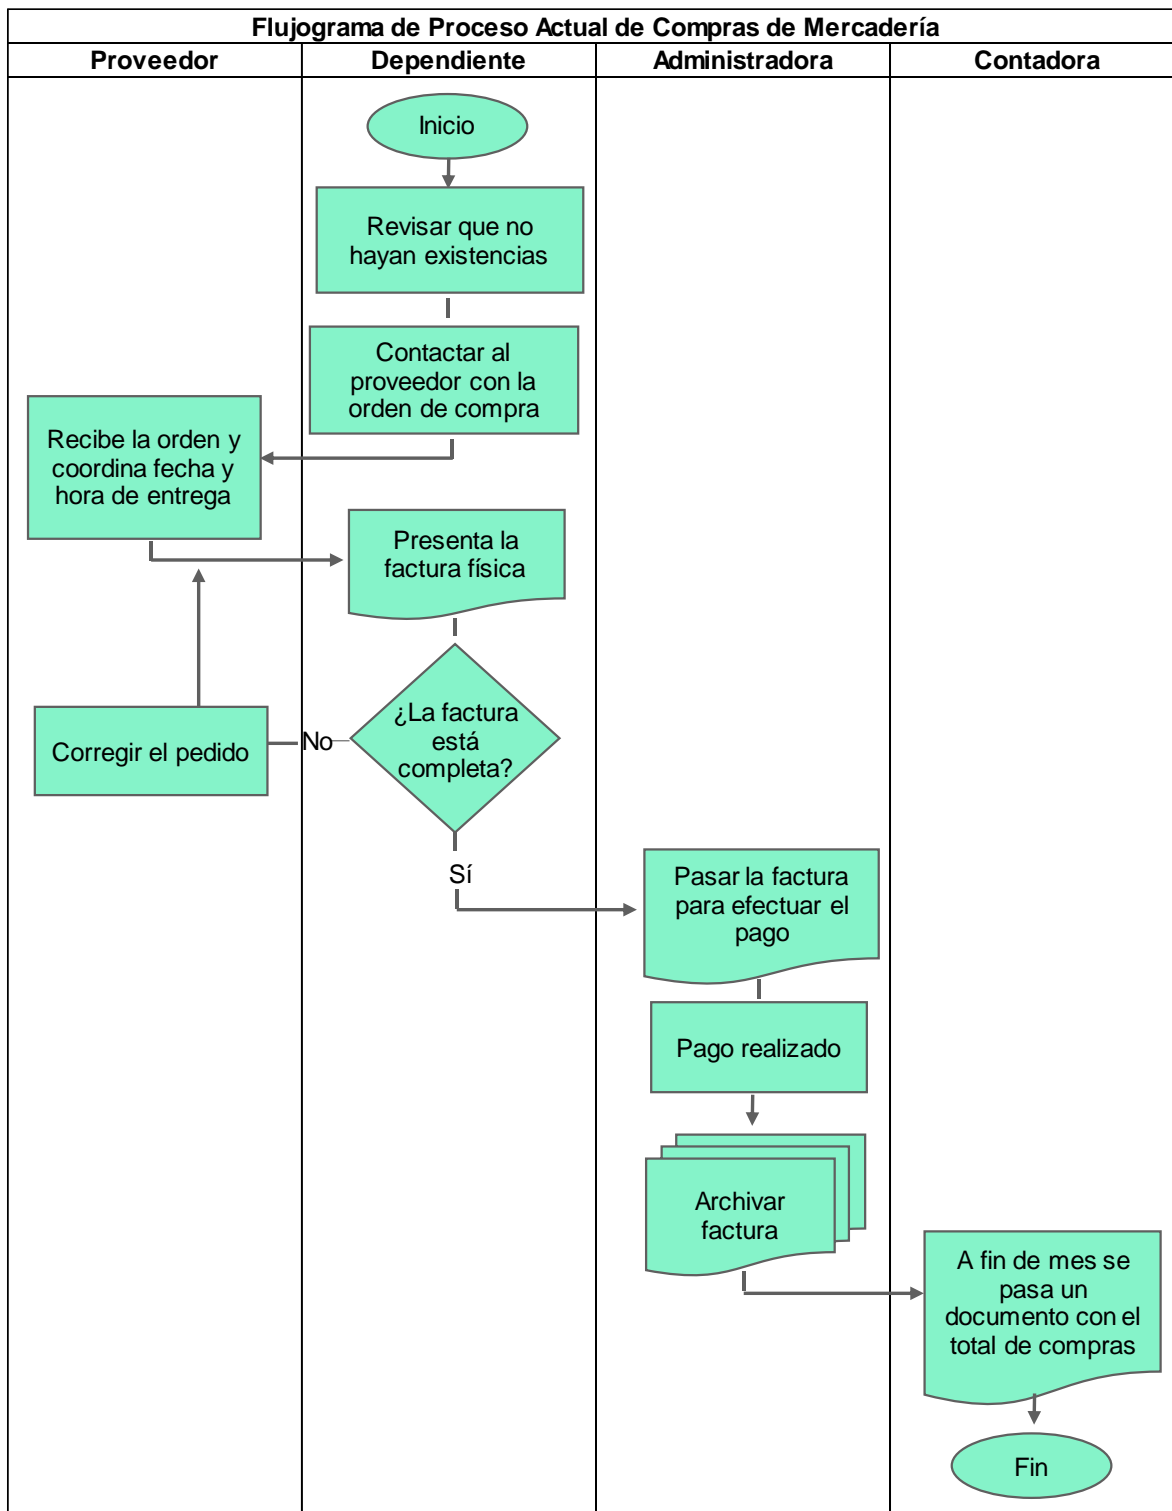 Flujograma de Proceso Actual de Compras de Mercadería
Proveedor
Dependiente
Administradora
Contadora
Inicio
Revisar que no
hayan existencias
Contactar al
proveedor con la
orden de compra
Recibe la orden y
coordina fecha y
hora de entrega
Presenta la
factura física
¿La factura
está
completa?
No
Corregir el pedido
Sí
Pasar la factura
para efectuar el
pago
Pago realizado
Archivar
factura
A fin de mes se
pasa un
documento con el
total de compras
Fin